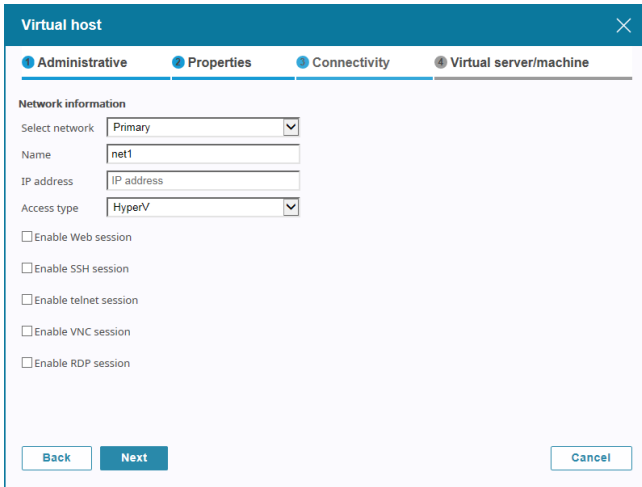 Virtual host
1 Administrative 2 Properties 3 Connectivity 4 Virtual server/machine
Network information
Select network Primary
Name net1
IP address IP address
Access type HyperV
Enable Web session
Enable SSH session
Enable telnet session
Enable VNC session
Enable RDP session
Back Next Cancel